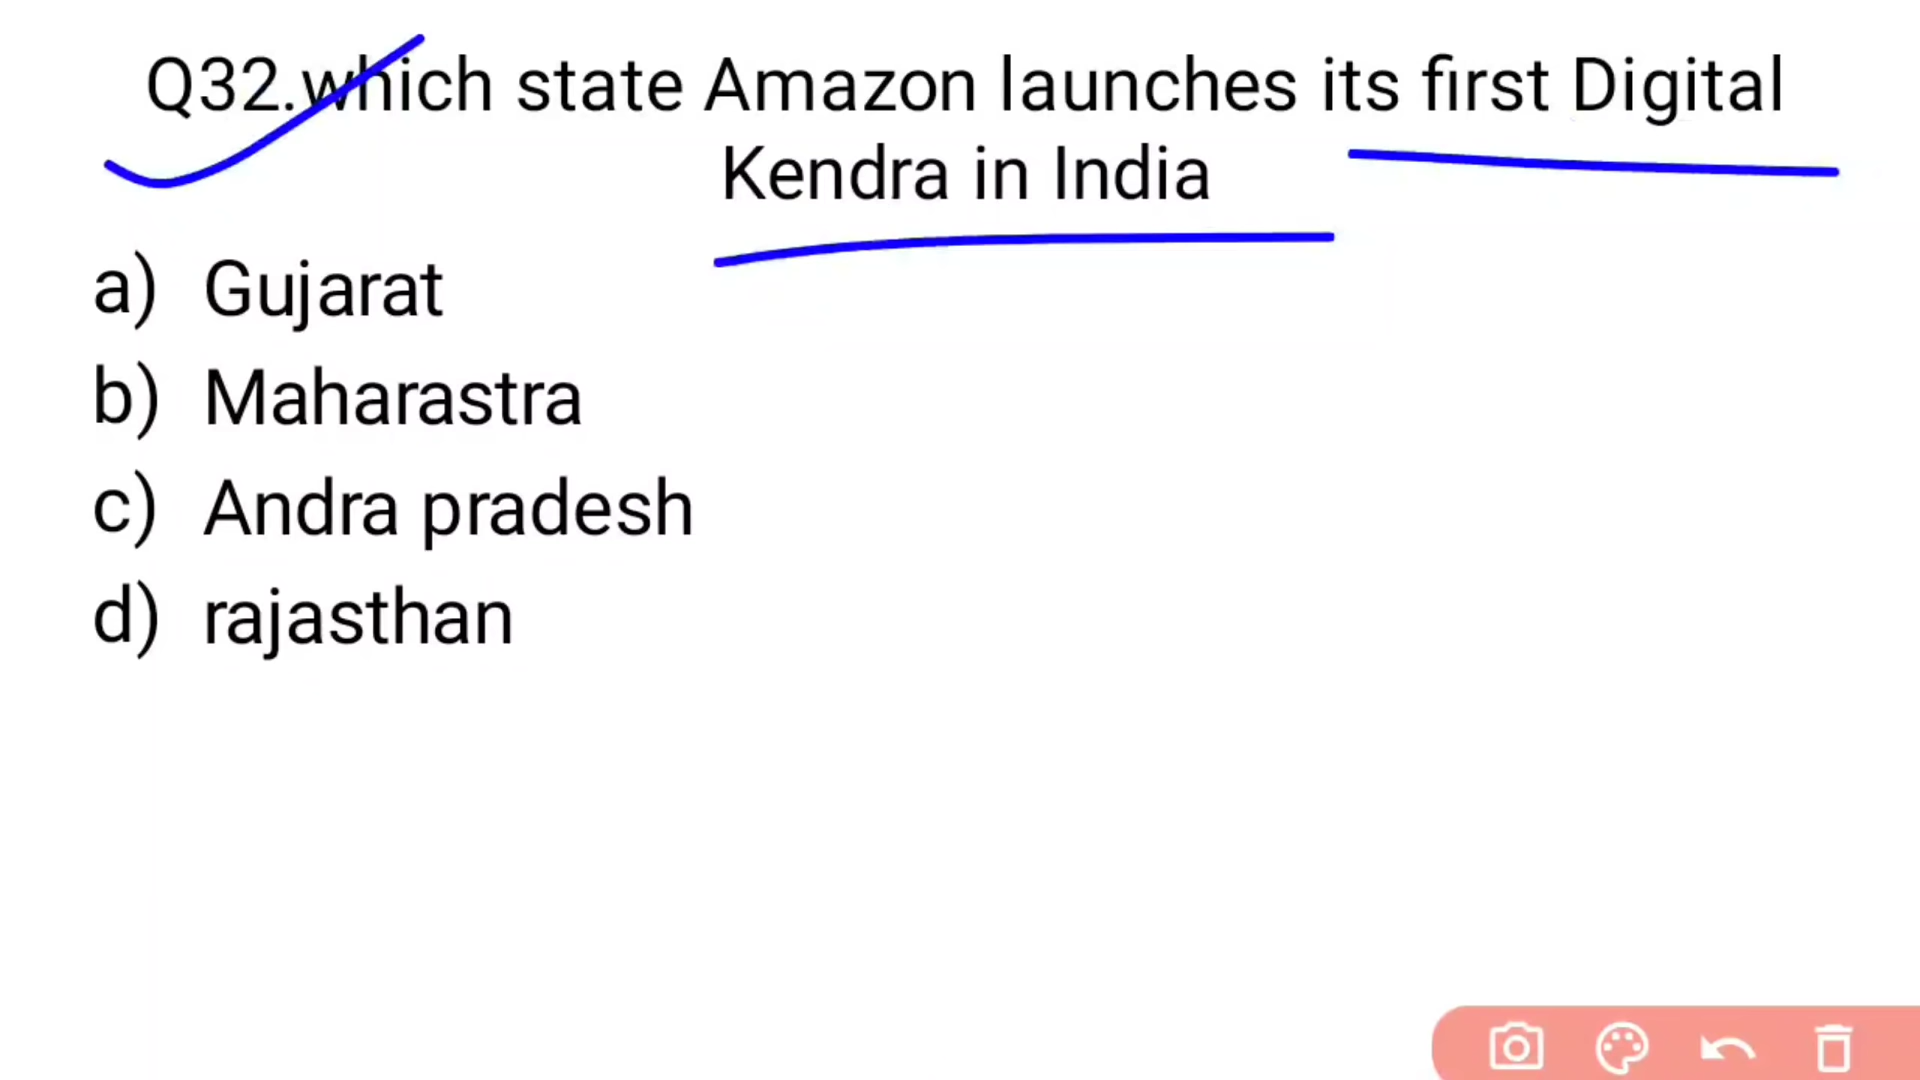 Q32.which state Amazon launches its first Digital
Kendra in India
a) Gujarat
b) Maharastra
c) Andra pradesh
d) rajasthan